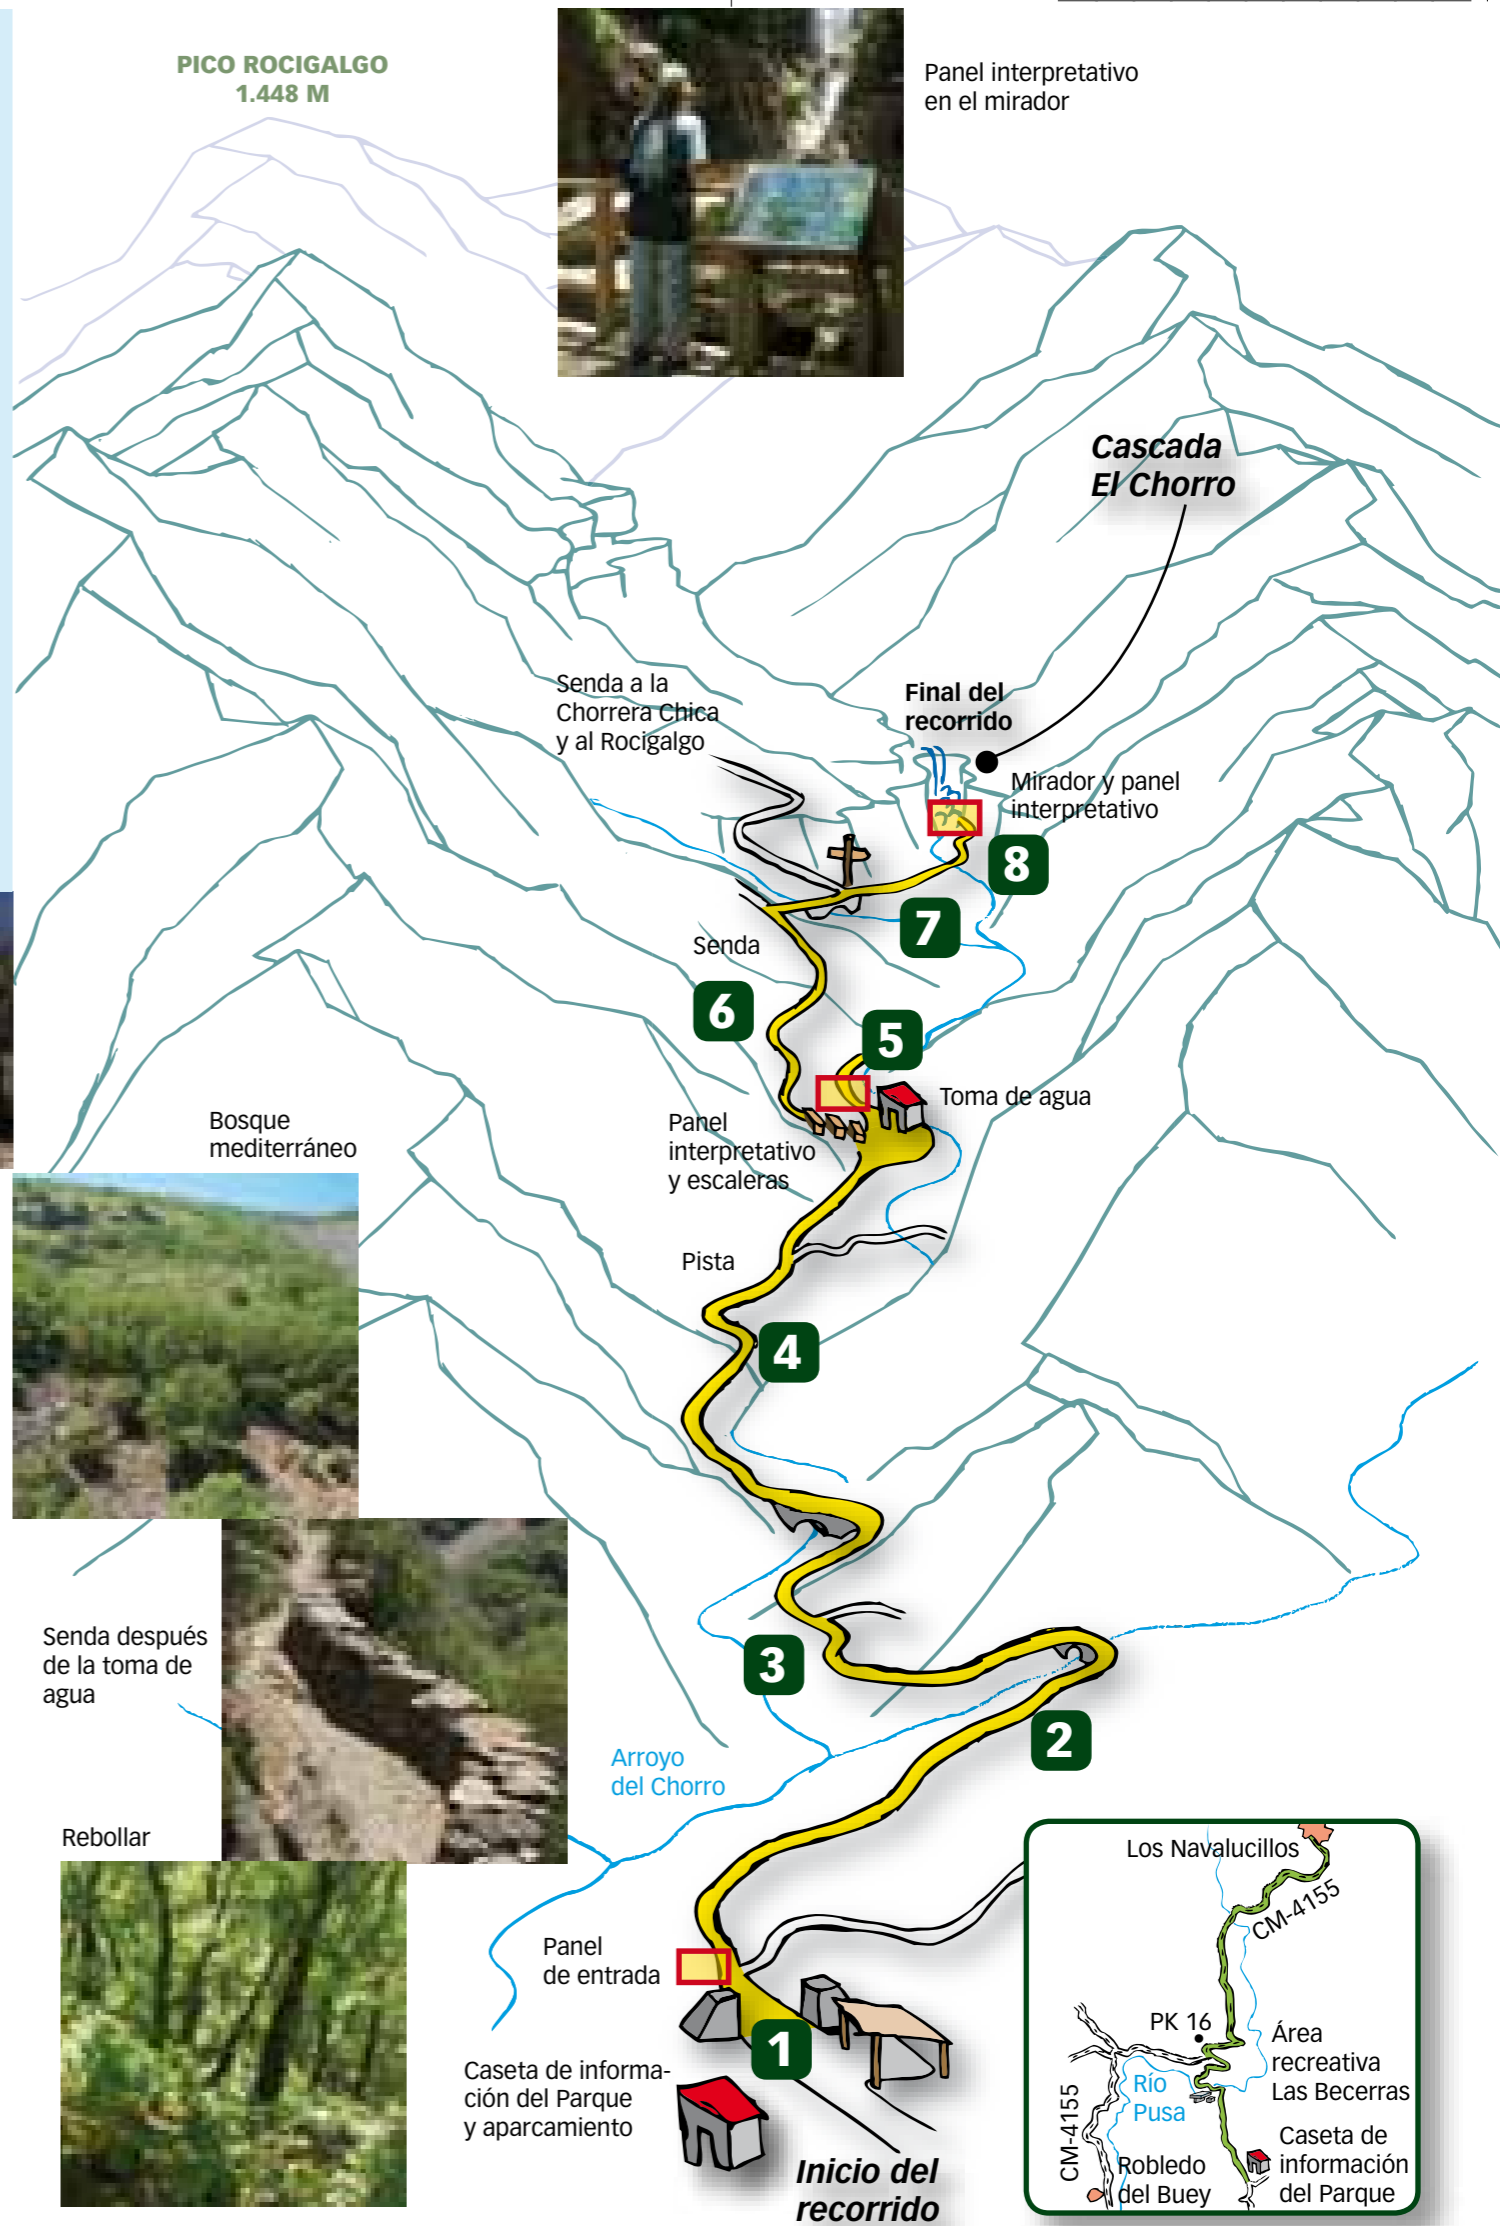 PICO ROCIGALGO
1.448 M
Panel interpretativo
en el mirador
Cascada
El Chorro
Senda a la
Chorrera Chica
y al Rocigalgo
Final del
recorrido
Mirador y panel
interpretativo
8
7
Senda
6
5
Toma de agua
Panel
interpretativo
y escaleras
Bosque
mediterráneo
Pista
4
Senda después
de la toma de
agua
3
2
Arroyo
del Chorro
Rebollar
Panel
de entrada
1
Caseta de informa-
ción del Parque
y aparcamiento
Inicio del
recorrido
Los Navalucillos
CM-4155
PK 16
Área
recreativa
Las Becerras
Río
Pusa
CM-4155
Robledo
del Buey
Caseta de
información
del Parque